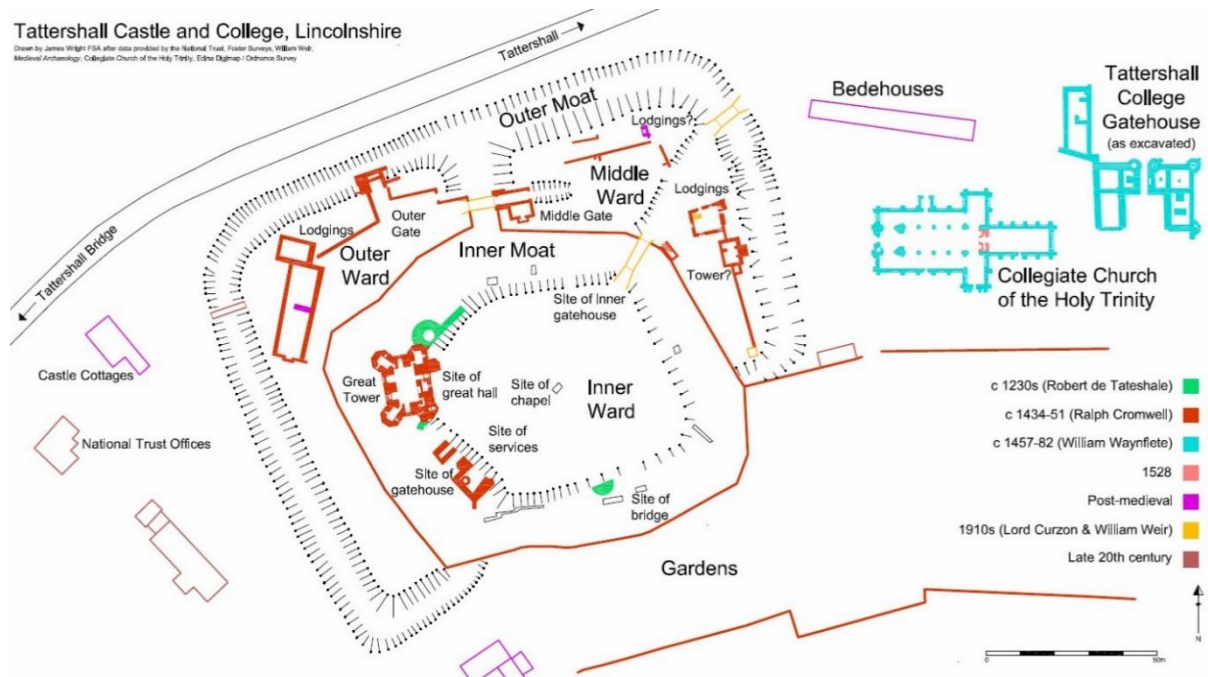 Tattershall Castle and College, Lincolnshire
Drawn by James Wright FSA after data provided by the National Trust, Foster Surveys, William Weir,
Medieval Archaeology, Collegiate Church of the Holy Trinity, Edina Digimap / Ordnance Survey
Tattershall
Tattershall Bridge
Outer Moat
Lodgings?
Bedehouses
Tattershall
College
Gatehouse
(as excavated)
Middle
Ward
Lodgings
Outer
Gate
Middle Gate
Lodgings
Outer
Ward
Inner Moat
Tower?
Collegiate Church
of the Holy Trinity
Site of Inner
gatehouse
Castle Cottages
Great
Tower
Site of
great hall
Site of
chapel
Inner
Ward
National Trust Offices
Site of
services
Site of
gatehouse
Site of
bridge
Gardens
c 1230s (Robert de Tateshale)
c 1434-51 (Ralph Cromwell)
c 1457-82 (William Waynflete)
1528
Post-medieval
1910s (Lord Curzon & William Weir)
Late 20th century
N
0
50m